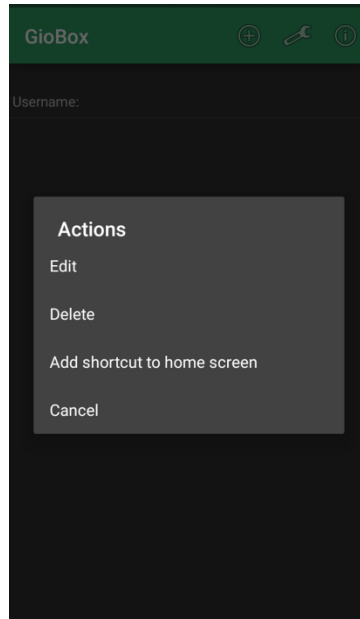 GioBox
Username:
Actions
Edit
Delete
Add shortcut to home screen
Cancel